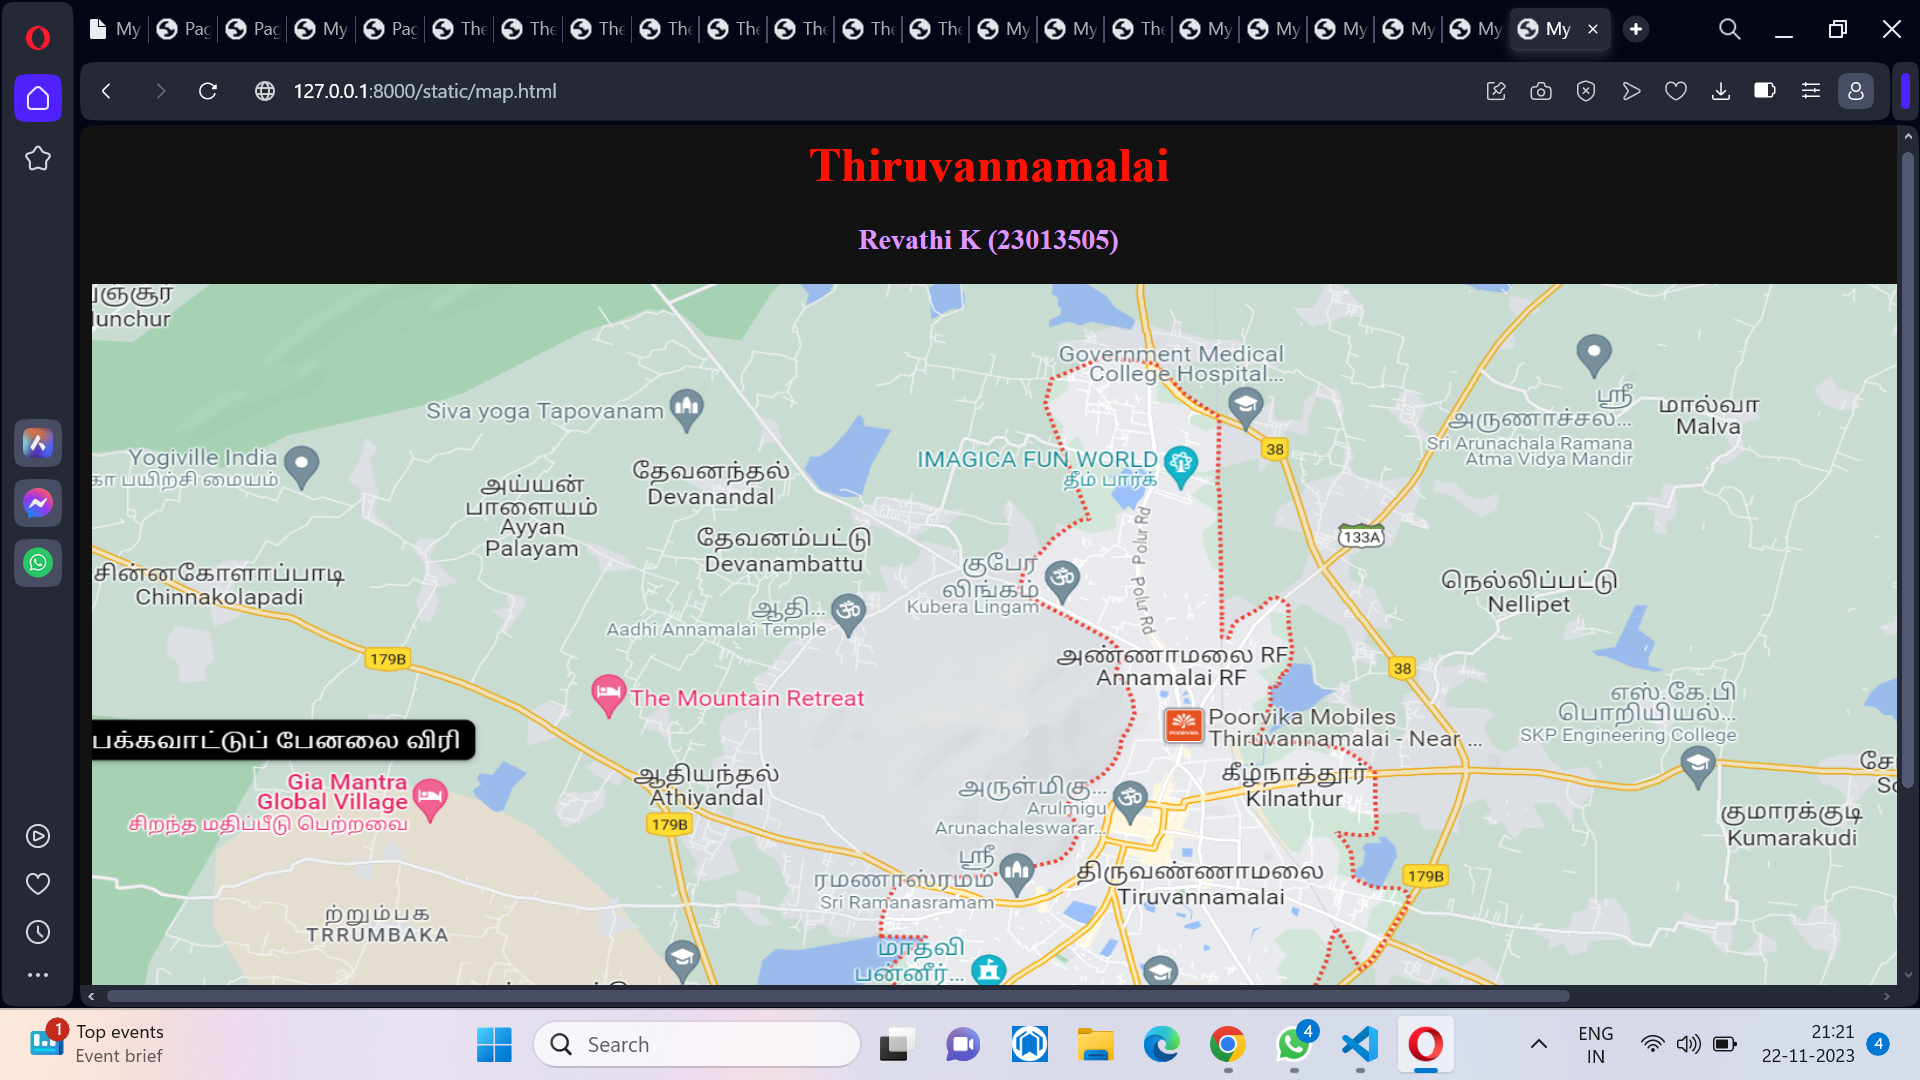 My
Pag
Pag
My
Pag
The
The
The
The
The
The
The
The
My
My
The
My
My
My
My
My
My
127.0.0.1:8000/static/map.html
Thiruvannamalai
Revathi K (23013505)
Government Medical
College Hospital...
Siva yoga Tapovanam
ஸ்ரீ
அருணாச்சல...
Sri Arunachala Ramana
Atma Vidya Mandir
மால்வா
Malva
38
Yogiville India
கா பயிற்சி மையம்
அய்யன்
பாளையம்
Ayyan
Palayam
தேவனந்தல்
Devanandal
IMAGICA FUN WORLD
தீம் பார்க்
P Polur Rd
P Polur Rd
133A
தேவனம்பட்டு
Devanambattu
சின்னகோளாப்பாடி
Chinnakolapadi
குபேர
லிங்கம்
Kubera Lingam
நெல்லிப்பட்டு
Nellipet
ஆதி...
Aadhi Annamalai Temple
179B
அண்ணாமலை RF
Annamalai RF
38
The Mountain Retreat
POORVIKA
Poorvika Mobiles
Thiruvannamalai - Near ...
எஸ்.கே.பி
பொறியியல்...
SKP Engineering College
பக்கவாட்டுப் பேனலை விரி
Gia Mantra
Global Village
சிறந்த மதிப்பீடு பெற்றவை
ஆதியந்தல்
Athiyandal
179B
அருள்மிகு...
Arulmigu
Arunachaleswarar...
கீழ்நாத்தூர்
Kilnathur
சே
குமாரக்குடி
Kumarakudi
ஸ்ரீ
ரமணாஸ்ரமம்
Sri Ramanasramam
திருவண்ணாமலை
Tiruvannamalai
179B
ற்றும்பக
TRRUMBAKA
மாதவி
பன்னீர்...
1
Top events
Event brief
Search
4
ENG
IN
21:21
22-11-2023
4